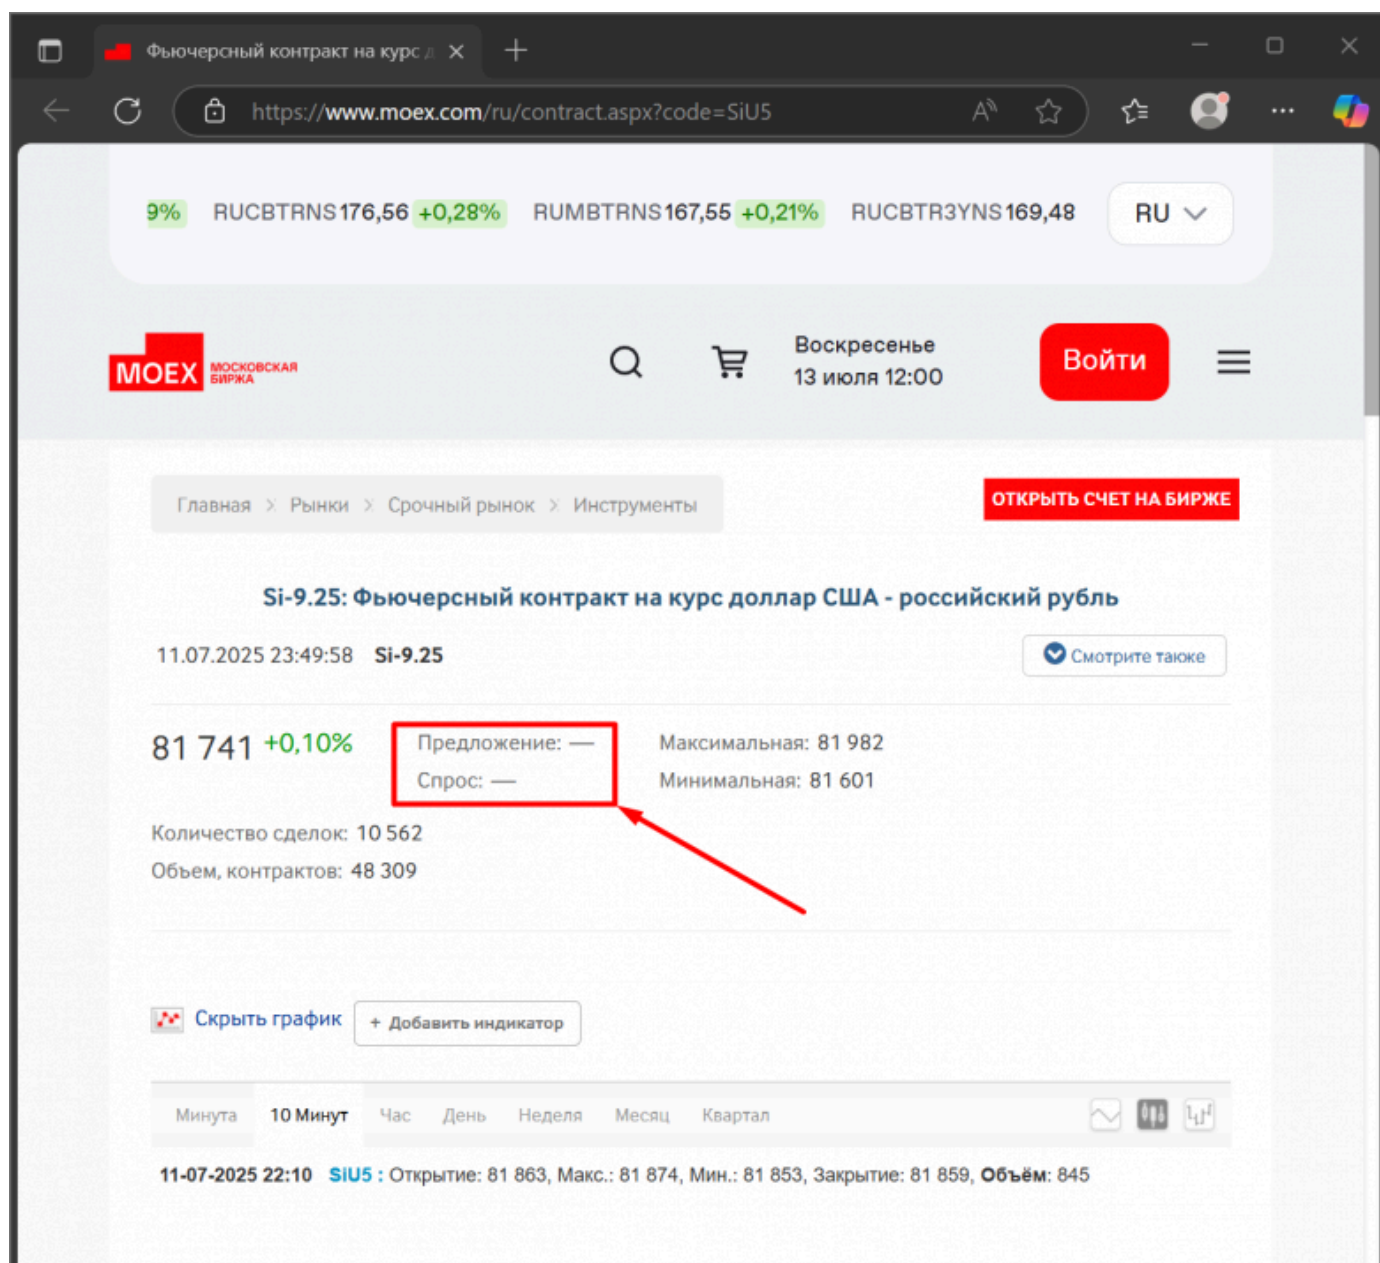 Фьючерсный контракт на курс
https://www.moex.com/ru/contract.aspx?code=SiU5
9% RUCBTRNS 176,56 +0,28% RUMBTRNS 167,55 +0,21% RUCBTR3YNS 169,48 RU
MOEX МОСКОВСКАЯ БИРЖА
Воскресенье
13 июля 12:00
Войти
Главная > Рынки > Срочный рынок > Инструменты
ОТКРЫТЬ СЧЕТ НА БИРЖЕ
Si-9.25: Фьючерсный контракт на курс доллар США - российский рубль
11.07.2025 23:49:58 Si-9.25
Смотрите также
81 741 +0,10%
Предложение: —
Спрос: —
Максимальная: 81 982
Минимальная: 81 601
Количество сделок: 10 562
Объем, контрактов: 48 309
Скрыть график
+ Добавить индикатор
Минута 10 Минут Час День Неделя Месяц Квартал
11-07-2025 22:10 SiU5 : Открытие: 81 863, Макс.: 81 874, Мин.: 81 853, Закрытие: 81 859, Объём: 845